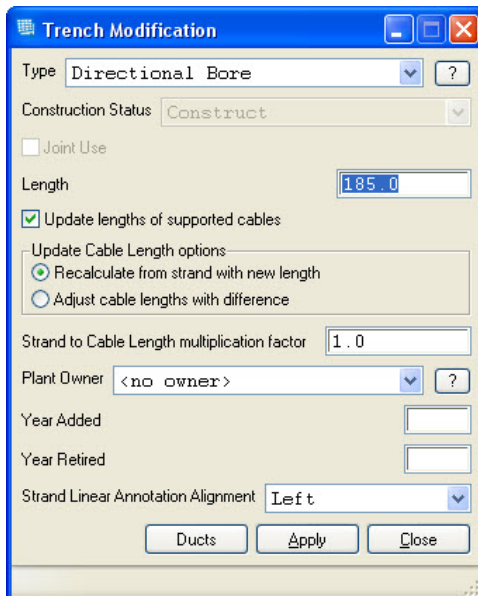 Trench Modification
Type Directional Bore ?
Construction Status Construct
Joint Use
Length 185.0
Update lengths of supported cables
Update Cable Length options
Recalculate from strand with new length
Adjust cable lengths with difference
Strand to Cable Length multiplication factor 1.0
Plant Owner <no owner> ?
Year Added
Year Retired
Strand Linear Annotation Alignment Left
Ducts Apply Close